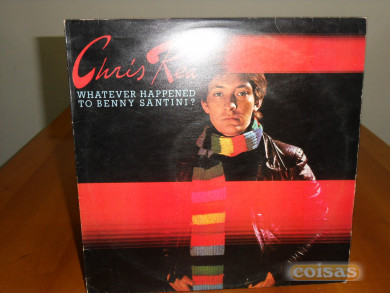 Chris Rea
WHATEVER HAPPENED
TO BENNY SANTINI?
coisas